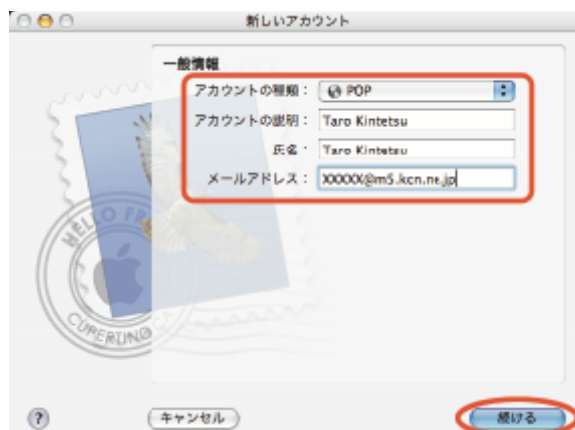 新しいアカウント
一般情報
アカウントの種類： POP
アカウントの説明： Taro Kintetsu
氏名： Taro Kintetsu
メールアドレス： XXXXX@m5.kcn.ne.jp
HELLO FR
CUPERTINO CA
? キャンセル 続ける